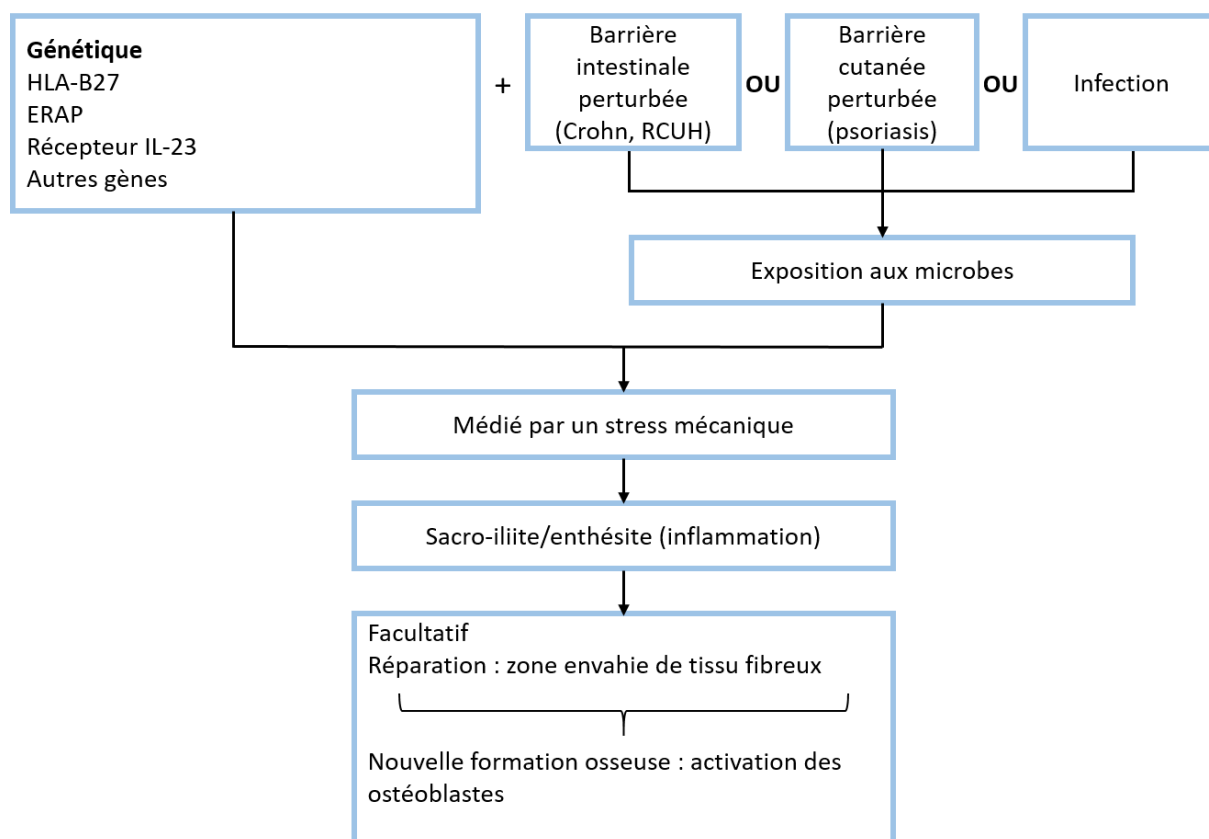 Génétique
HLA-B27
ERAP
Récepteur IL-23
Autres gènes
+
Barrière
intestinale
perturbée
(Crohn, RCUH)
OU
Barrière
cutanée
perturbée
(psoriasis)
OU
Infection
Exposition aux microbes
Médié par un stress mécanique
Sacro-iliite/enthésite (inflammation)
Facultatif
Réparation : zone envahie de tissu fibreux
Nouvelle formation osseuse : activation des
ostéoblastes